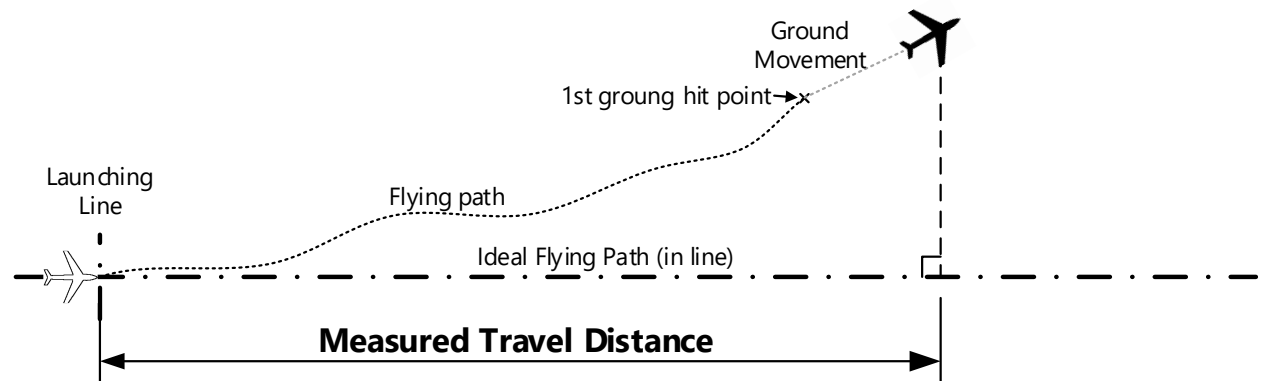 Ground
Movement
1st groung hit point
Launching
Line
Flying path
Ideal Flying Path (in line)
Measured Travel Distance